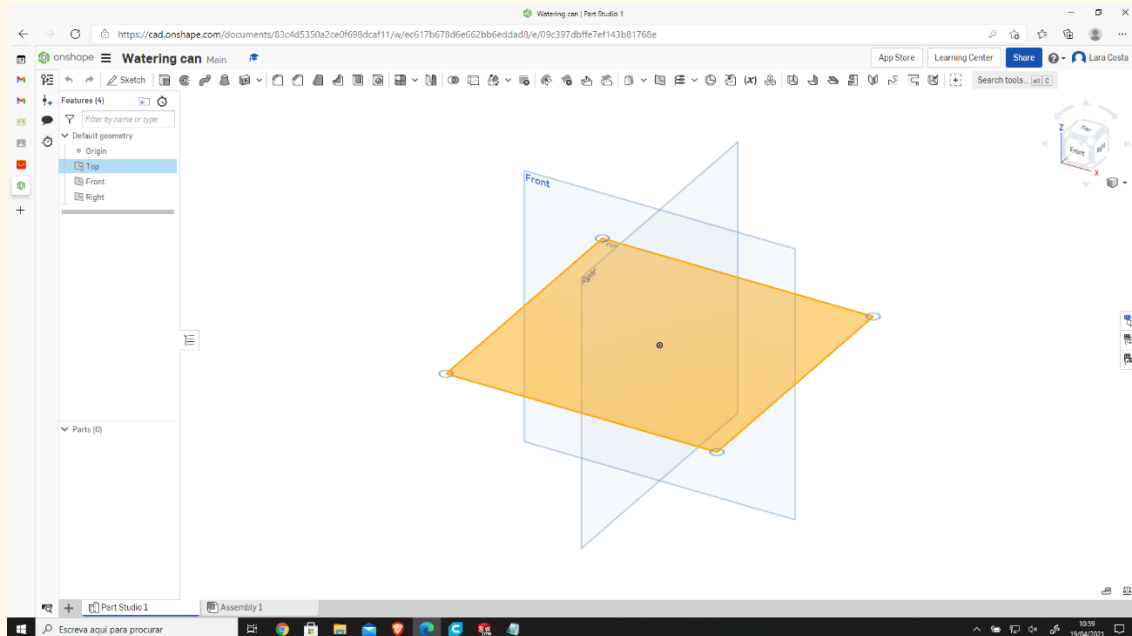 Watering can | Part Studio 1
https://cad.onshape.com/documents/83c4d5350a2ce0f698dcaf11/w/ec617b678d6e662bb6eddad8/e/09c397dbffe7ef143b81768e
onshape Watering can Main
App Store Learning Center Share Lara Costa
Sketch
Search tools... alt C
Features (4)
Filter by name or type
Default geometry
Origin
Top
Front
Right
Front
Top
Right
Z
Top
Front
Right
X
Parts (0)
Part Studio 1
Assembly 1
Escreva aqui para procurar
10:59
19/04/2021